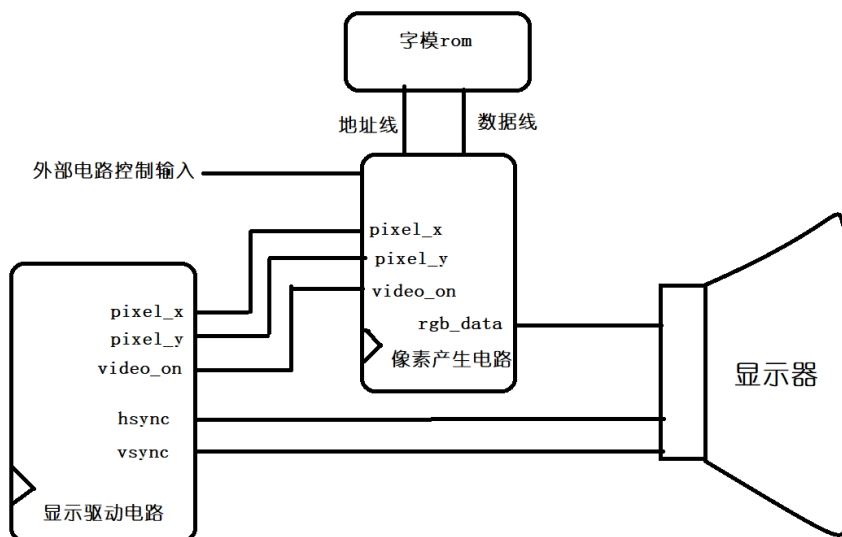 字模rom
地址线
数据线
外部电路控制输入
pixel_x
pixel_y
video_on
rgb_data
像素产生电路
pixel_x
pixel_y
video_on
hsync
vsync
显示驱动电路
显示器